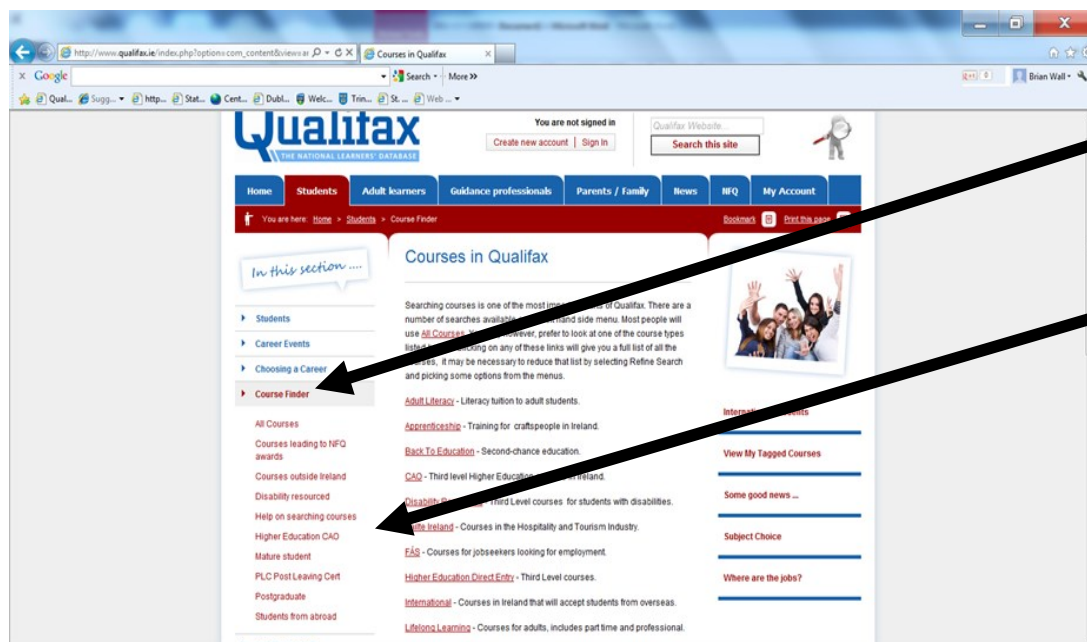 http://www.qualifax.ie/index.php?option=com_content&view=ar
Courses in Qualifax
x Google
Search
More >>
Brian Wall
Qual...
Sugg...
http...
Stat...
Cent...
Dubl...
Welc...
Trin...
St. ...
Web ...
Qualifax
THE NATIONAL LEARNERS' DATABASE
You are not signed in
Create new account | Sign In
Qualifax Website...
Search this site
Home
Students
Adult learners
Guidance professionals
Parents / Family
News
NFQ
My Account
You are here: Home > Students > Course Finder
Bookmark
Print this page
In this section ....
Students
Career Events
Choosing a Career
Course Finder
All Courses
Courses leading to NFQ
awards
Courses outside Ireland
Disability resourced
Help on searching courses
Higher Education CAO
Mature student
PLC Post Leaving Cert
Postgraduate
Students from abroad
Courses in Qualifax
Searching courses is one of the most of Qualifax. There are a
number of searches available hand side menu. Most people will
use All Courses. however, prefer to look at one of the course types
listed on any of these links will give you a full list of all the
it may be necessary to reduce that list by selecting Refine Search
and picking some options from the menus.
Adult Literacy - Literacy tuition to adult students.
Apprenticeship - Training for craftspeople in Ireland.
Back To Education - Second-chance education.
CAO - Third level Higher Education in Ireland.
Disability Third Level courses for students with disabilities.
Ireland - Courses in the Hospitality and Tourism Industry.
FÁS - Courses for jobseekers looking for employment.
Higher Education Direct Entry - Third Level courses.
International - Courses in Ireland that will accept students from overseas.
Lifelong Learning - Courses for adults, includes part time and professional.
View My Tagged Courses
Some good news ...
Subject Choice
Where are the jobs?